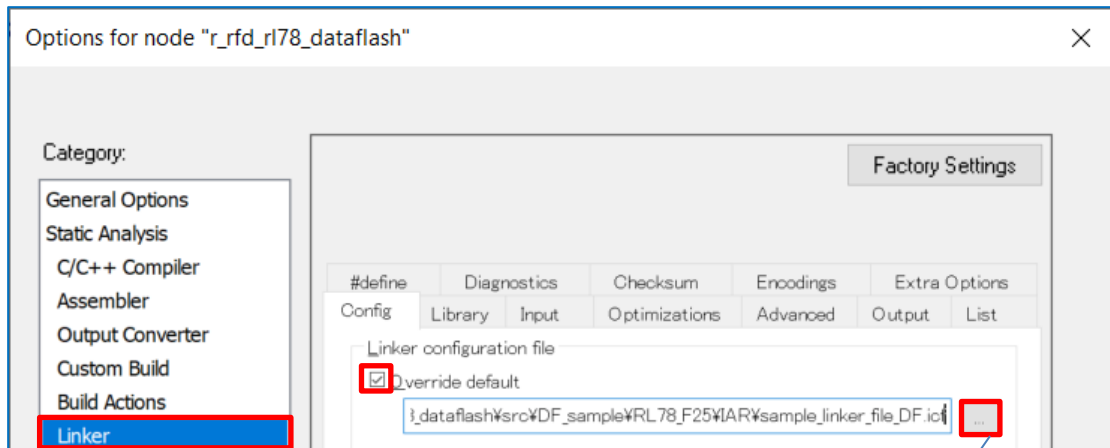 Options for node "r_rfd_rl78_dataflash"
Category:
General Options
Static Analysis
C/C++ Compiler
Assembler
Output Converter
Custom Build
Build Actions
Linker
Factory Settings
#define Diagnostics Checksum Encodings Extra Options
Config Library Input Optimizations Advanced Output List
Linker configuration file
Override default
_dataflash¥src¥DF_sample¥RL78_F25¥IAR¥sample_linker_file_DF.icf
...